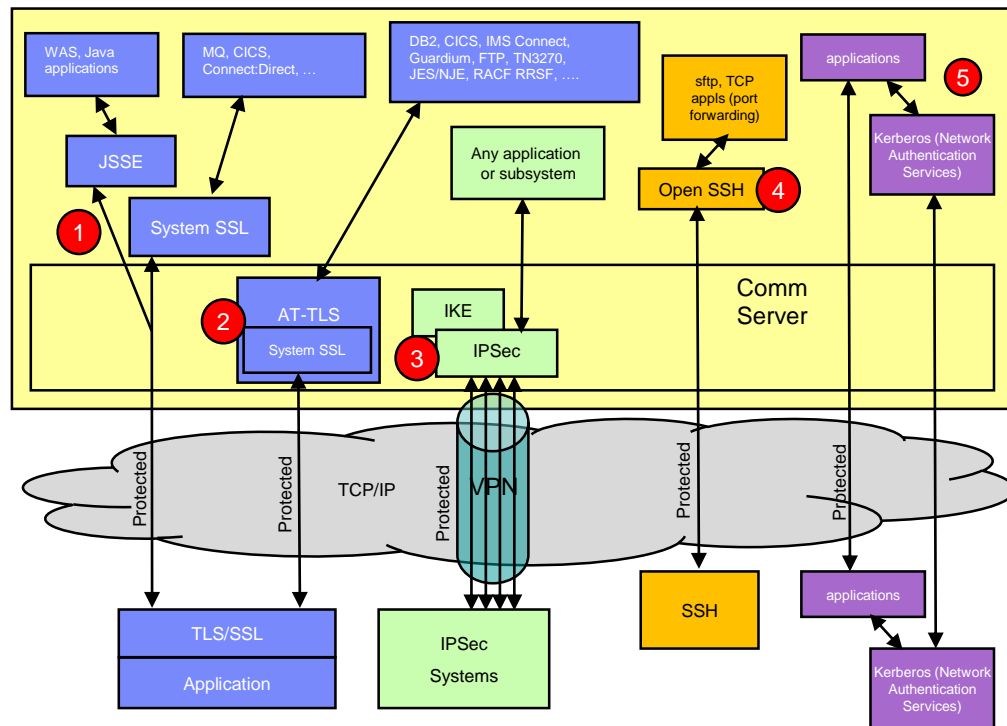 WAS, Java
applications
MQ, CICS,
Connect:Direct, …
DB2, CICS, IMS Connect,
Guardium, FTP, TN3270,
JES/NJE, RACF RRSF, ….
sftp, TCP
appls (port
forwarding)
applications
5
Kerberos (Network
Authentication
Services)
JSSE
Any application
or subsystem
Open SSH
4
1
System SSL
Comm
Server
2
AT-TLS
System SSL
IKE
3
IPSec
Protected
TCP/IP
Protected
Protected
VPN
Protected
Protected
TLS/SSL
Application
IPSec
Systems
SSH
applications
Kerberos (Network
Authentication
Services)